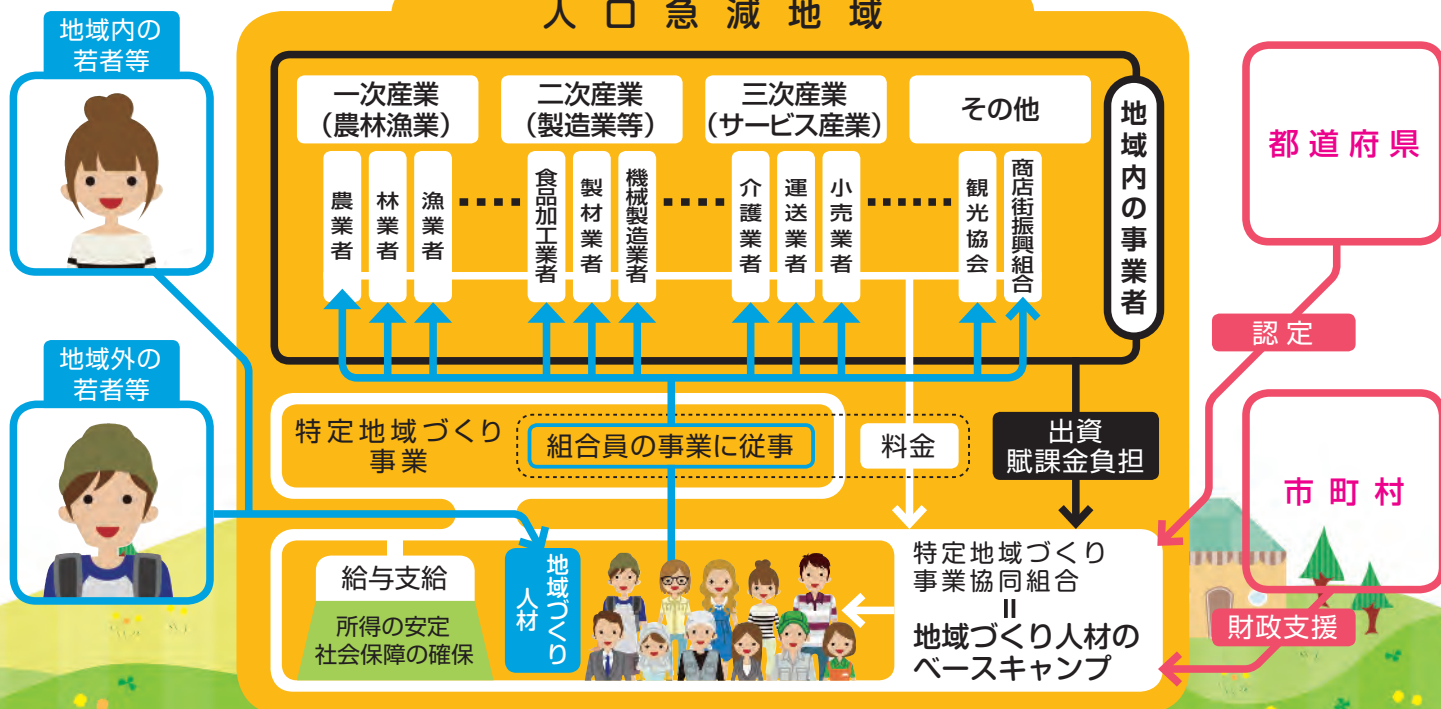 人口急減地域
地域内の
若者等
地域外の
若者等
一次産業
（農林漁業）
二次産業
（製造業等）
三次産業
（サービス産業）
その他
農業者
林業者
漁業者
食品加工業者
製材業者
機械製造業者
介護業者
運送業者
小売業者
観光協会
商店街振興組合
地域内の事業者
都道府県
認定
市町村
財政支援
特定地域づくり
事業
組合員の事業に従事
料金
出資
賦課金負担
給与支給
所得の安定
社会保障の確保
地域づくり
人材
特定地域づくり
事業協同組合
＝
地域づくり人材の
ベースキャンプ